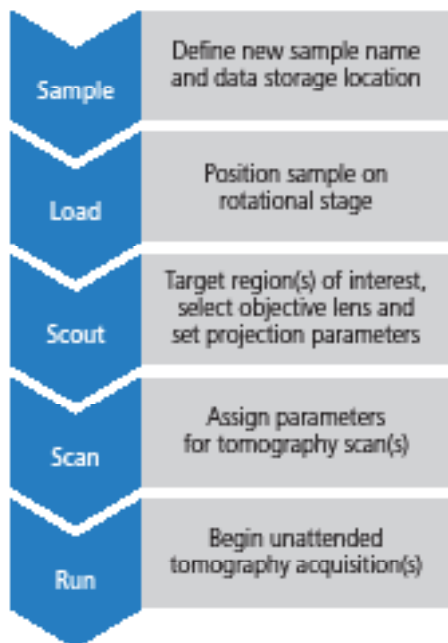 Sample
Define new sample name
and data storage location
Load
Position sample on
rotational stage
Scout
Target region(s) of interest,
select objective lens and
set projection parameters
Scan
Assign parameters
for tomography scan(s)
Run
Begin unattended
tomography acquisition(s)